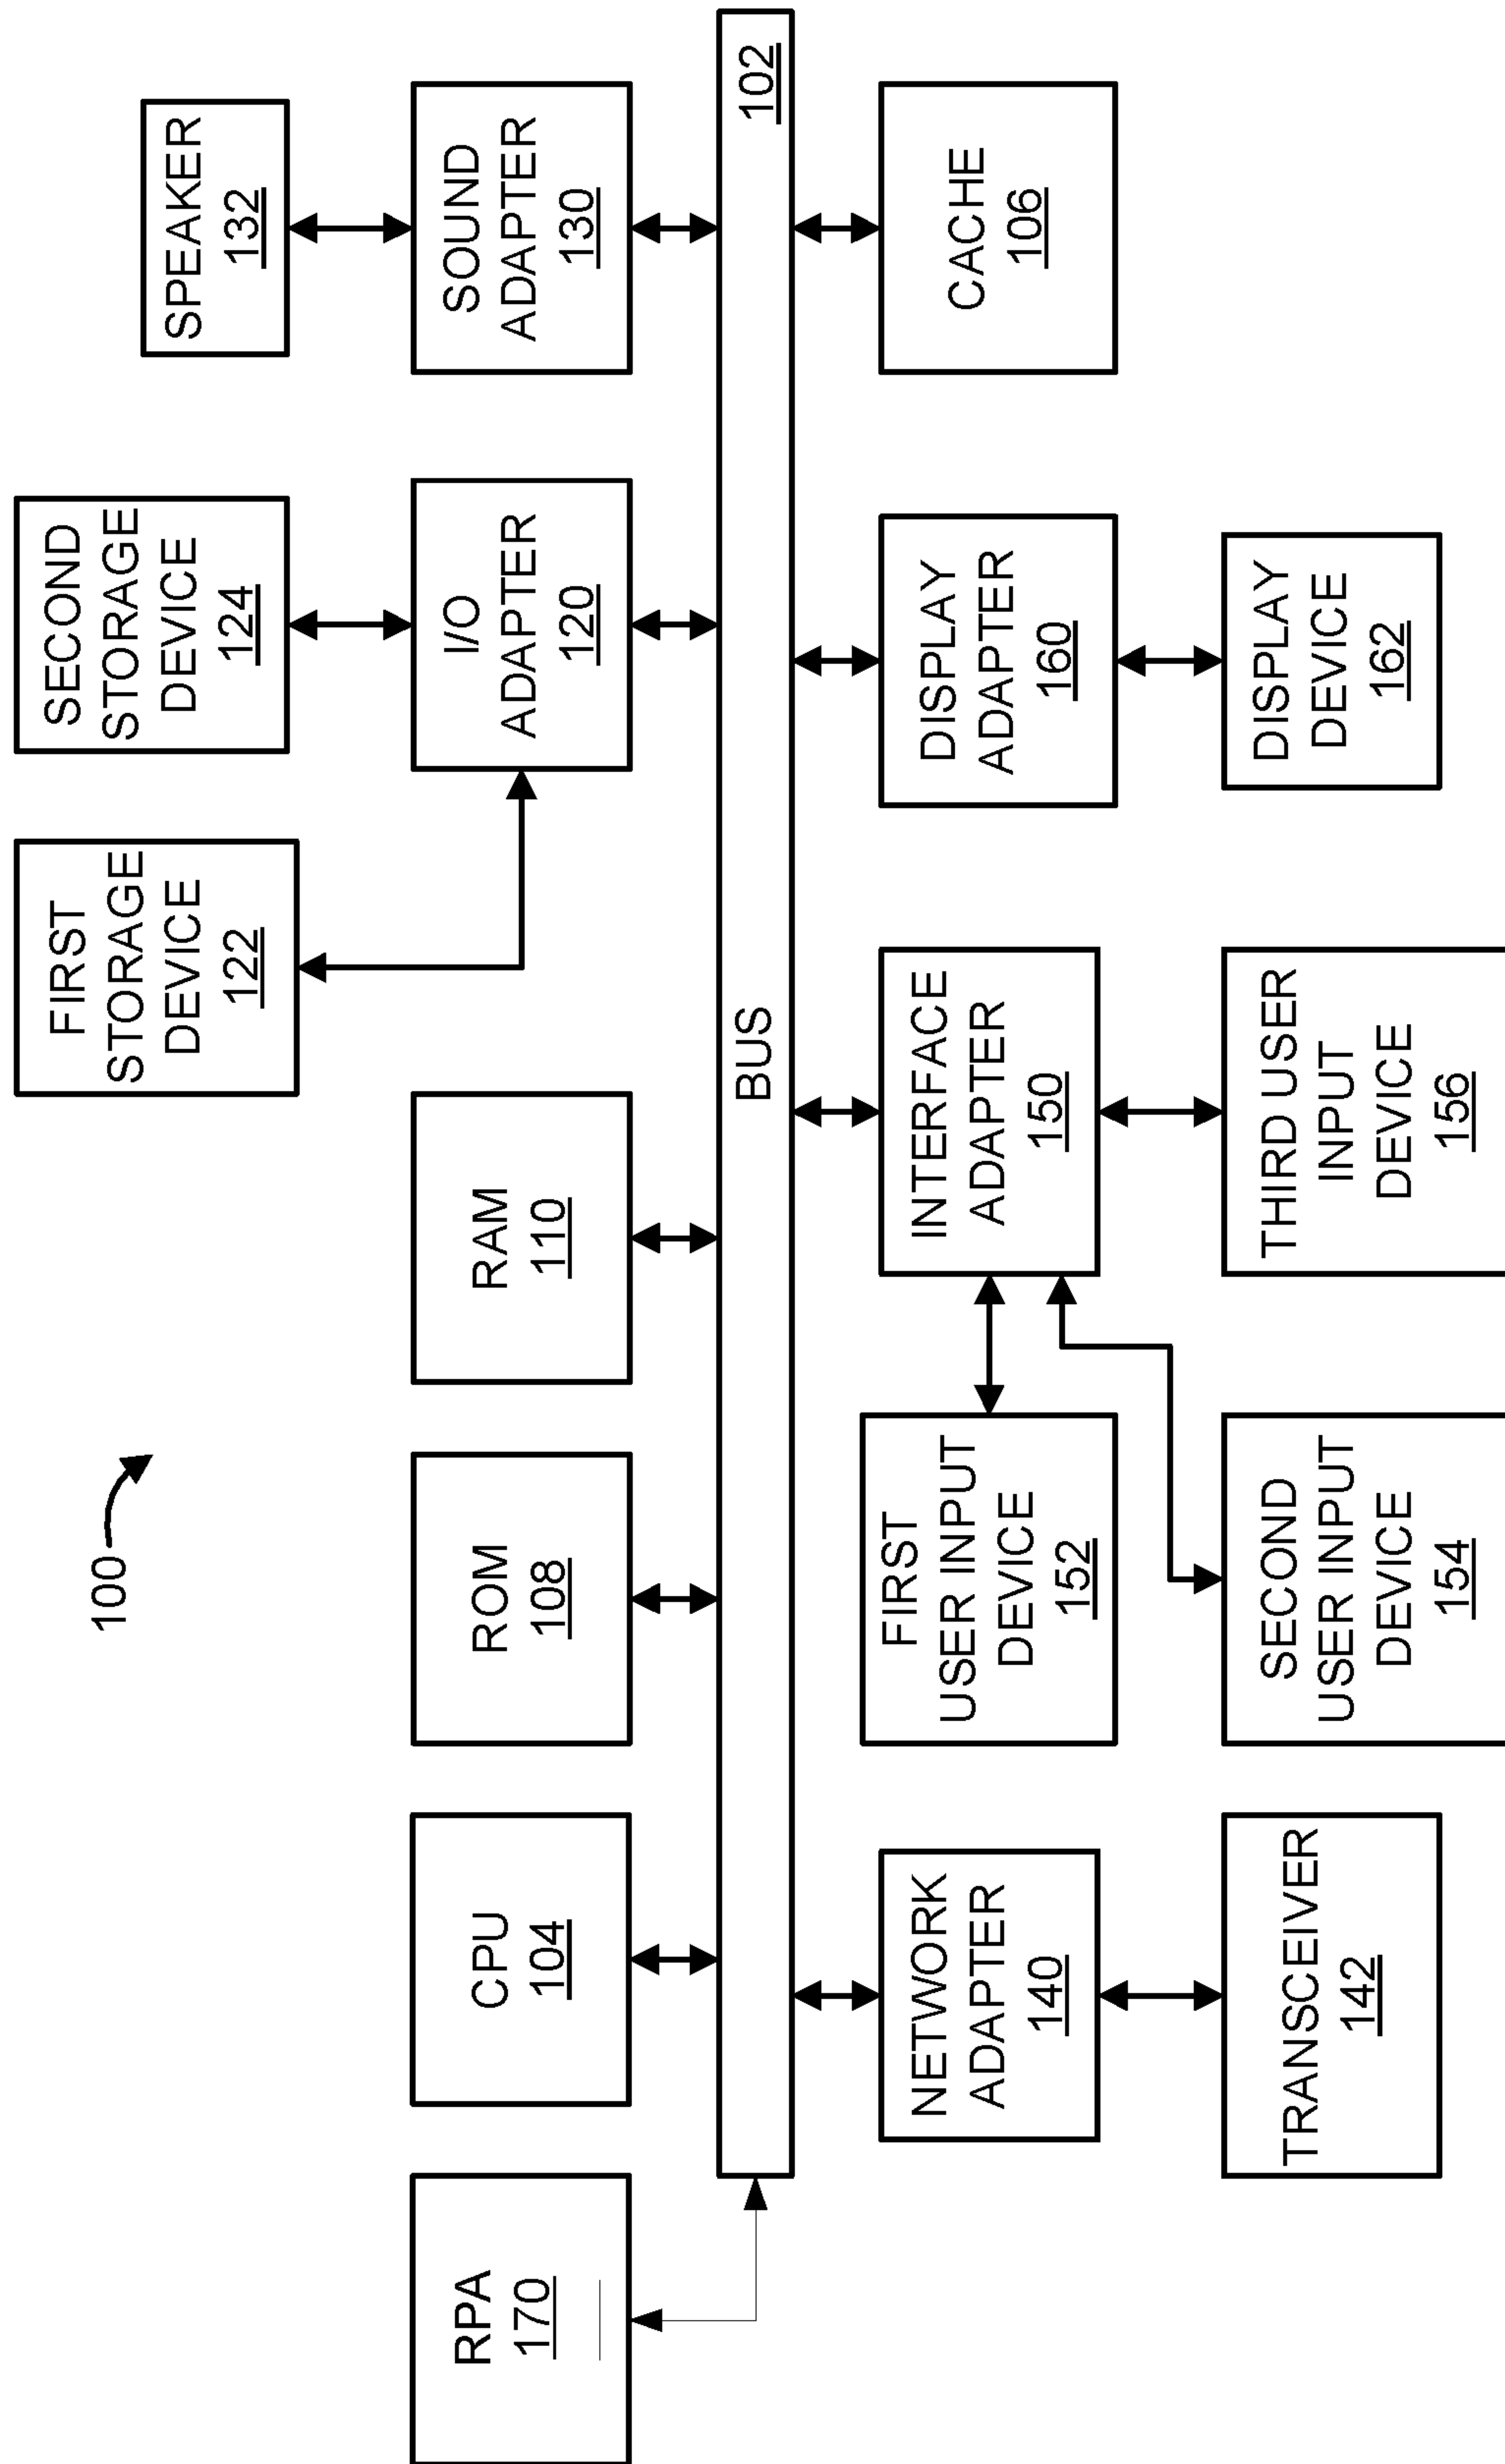 100
FIRST
STORAGE
DEVICE
122
SECOND
STORAGE
DEVICE
124
SPEAKER
132
RPA
170
CPU
104
ROM
108
RAM
110
I/O
ADAPTER
120
SOUND
ADAPTER
130
BUS
102
NETWORK
ADAPTER
140
FIRST
USER INPUT
DEVICE
152
INTERFACE
ADAPTER
150
DISPLAY
ADAPTER
160
CACHE
106
TRANSCEIVER
142
SECOND
USER INPUT
DEVICE
154
THIRD USER
INPUT
DEVICE
156
DISPLAY
DEVICE
162